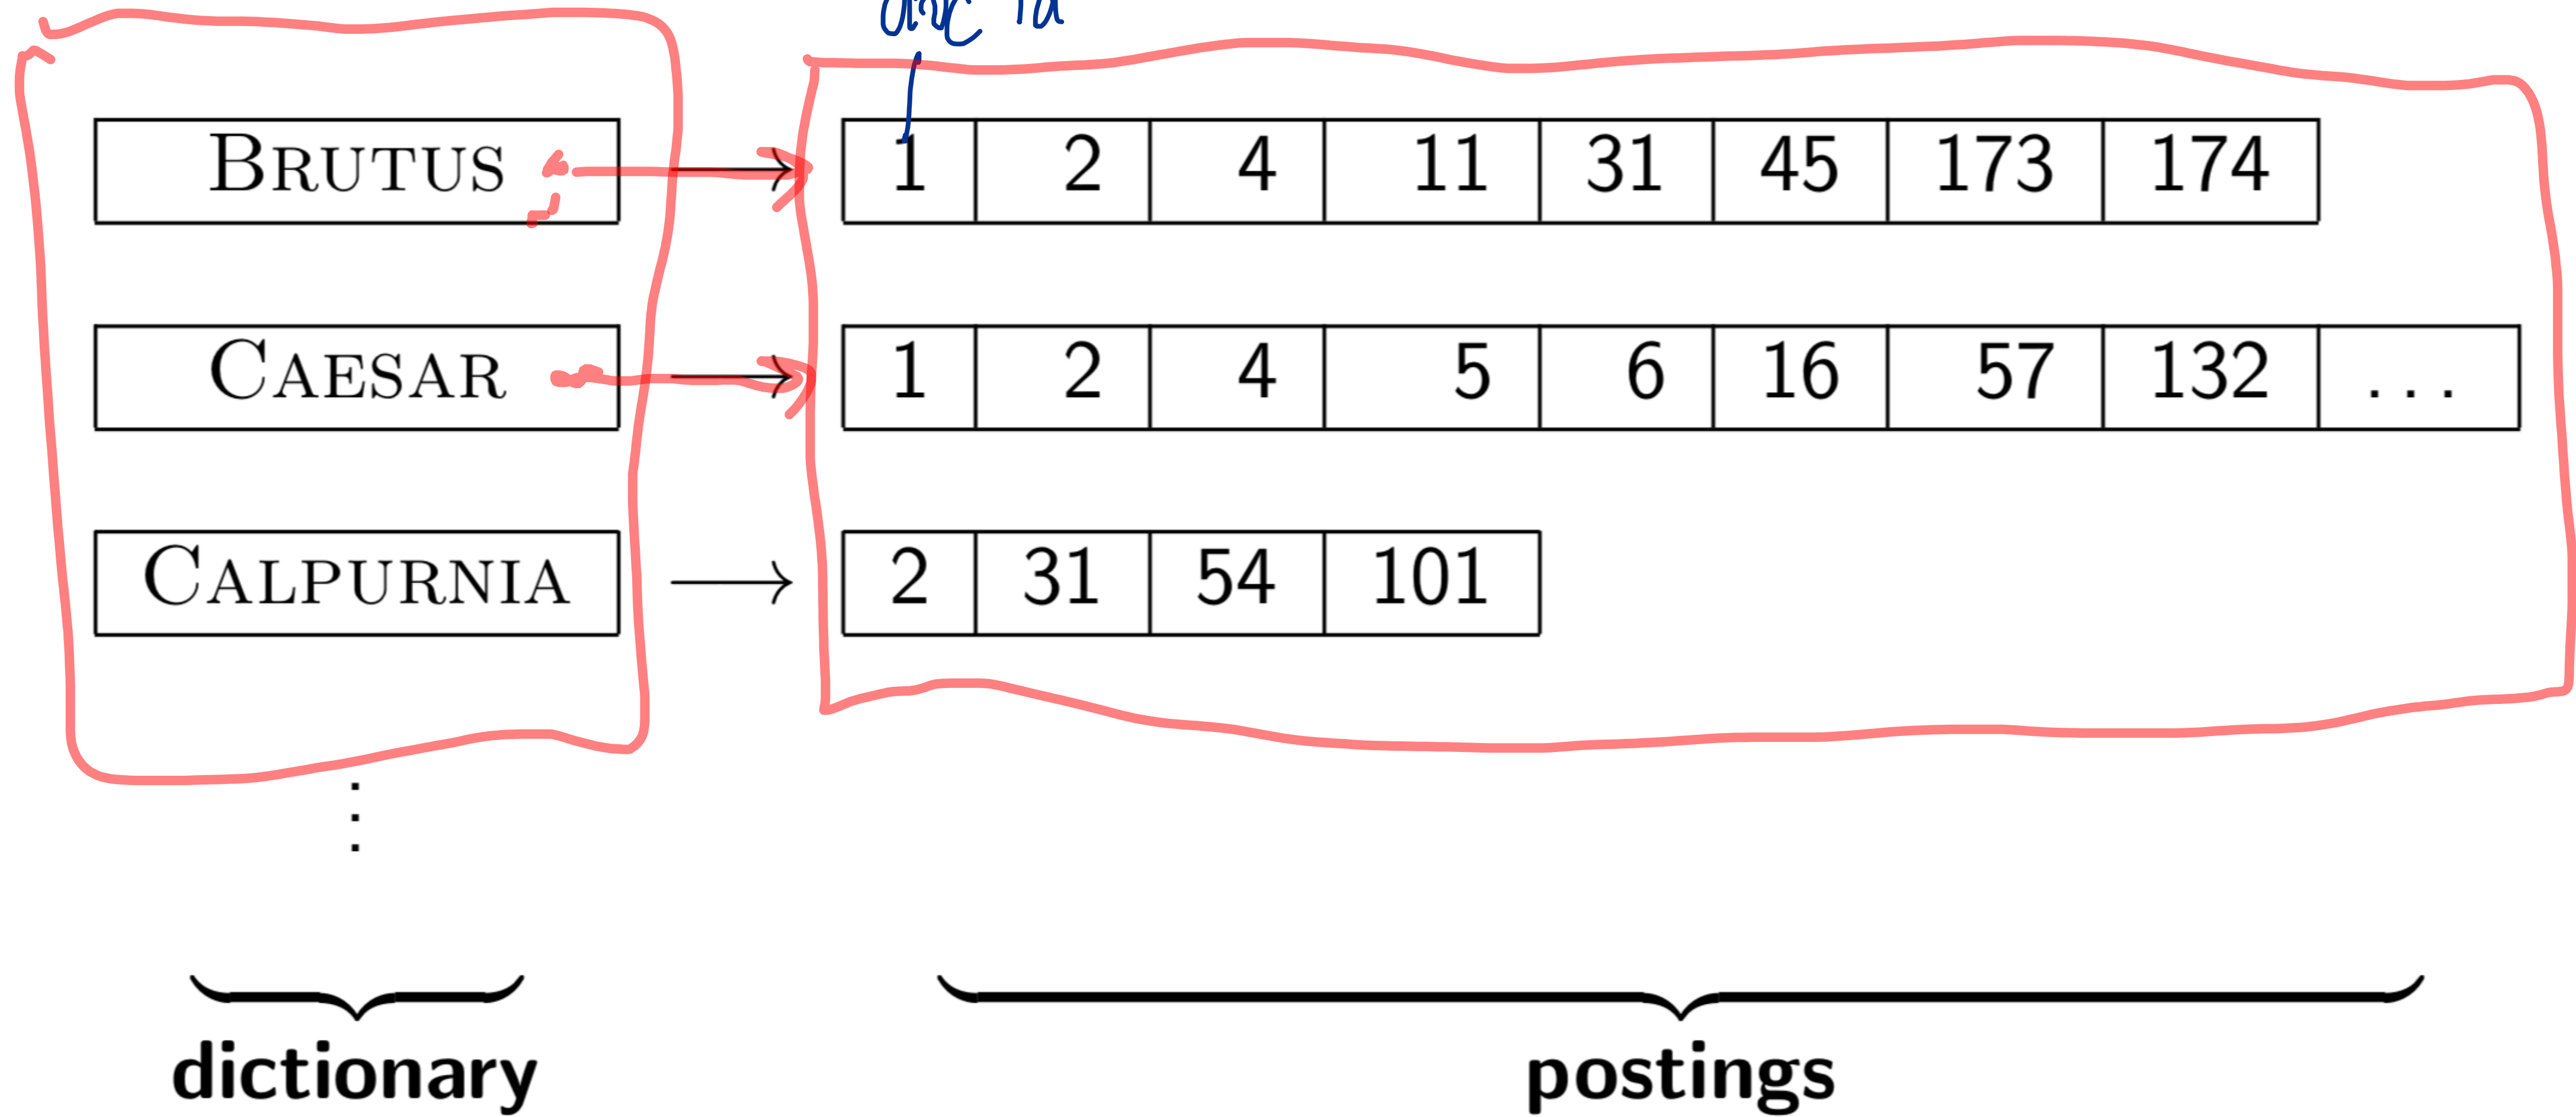 BRUTUS → 1 2 4 11 31 45 173 174
CAESAR → 1 2 4 5 6 16 57 132 ...
CALPURNIA → 2 31 54 101
⋮
dictionary postings